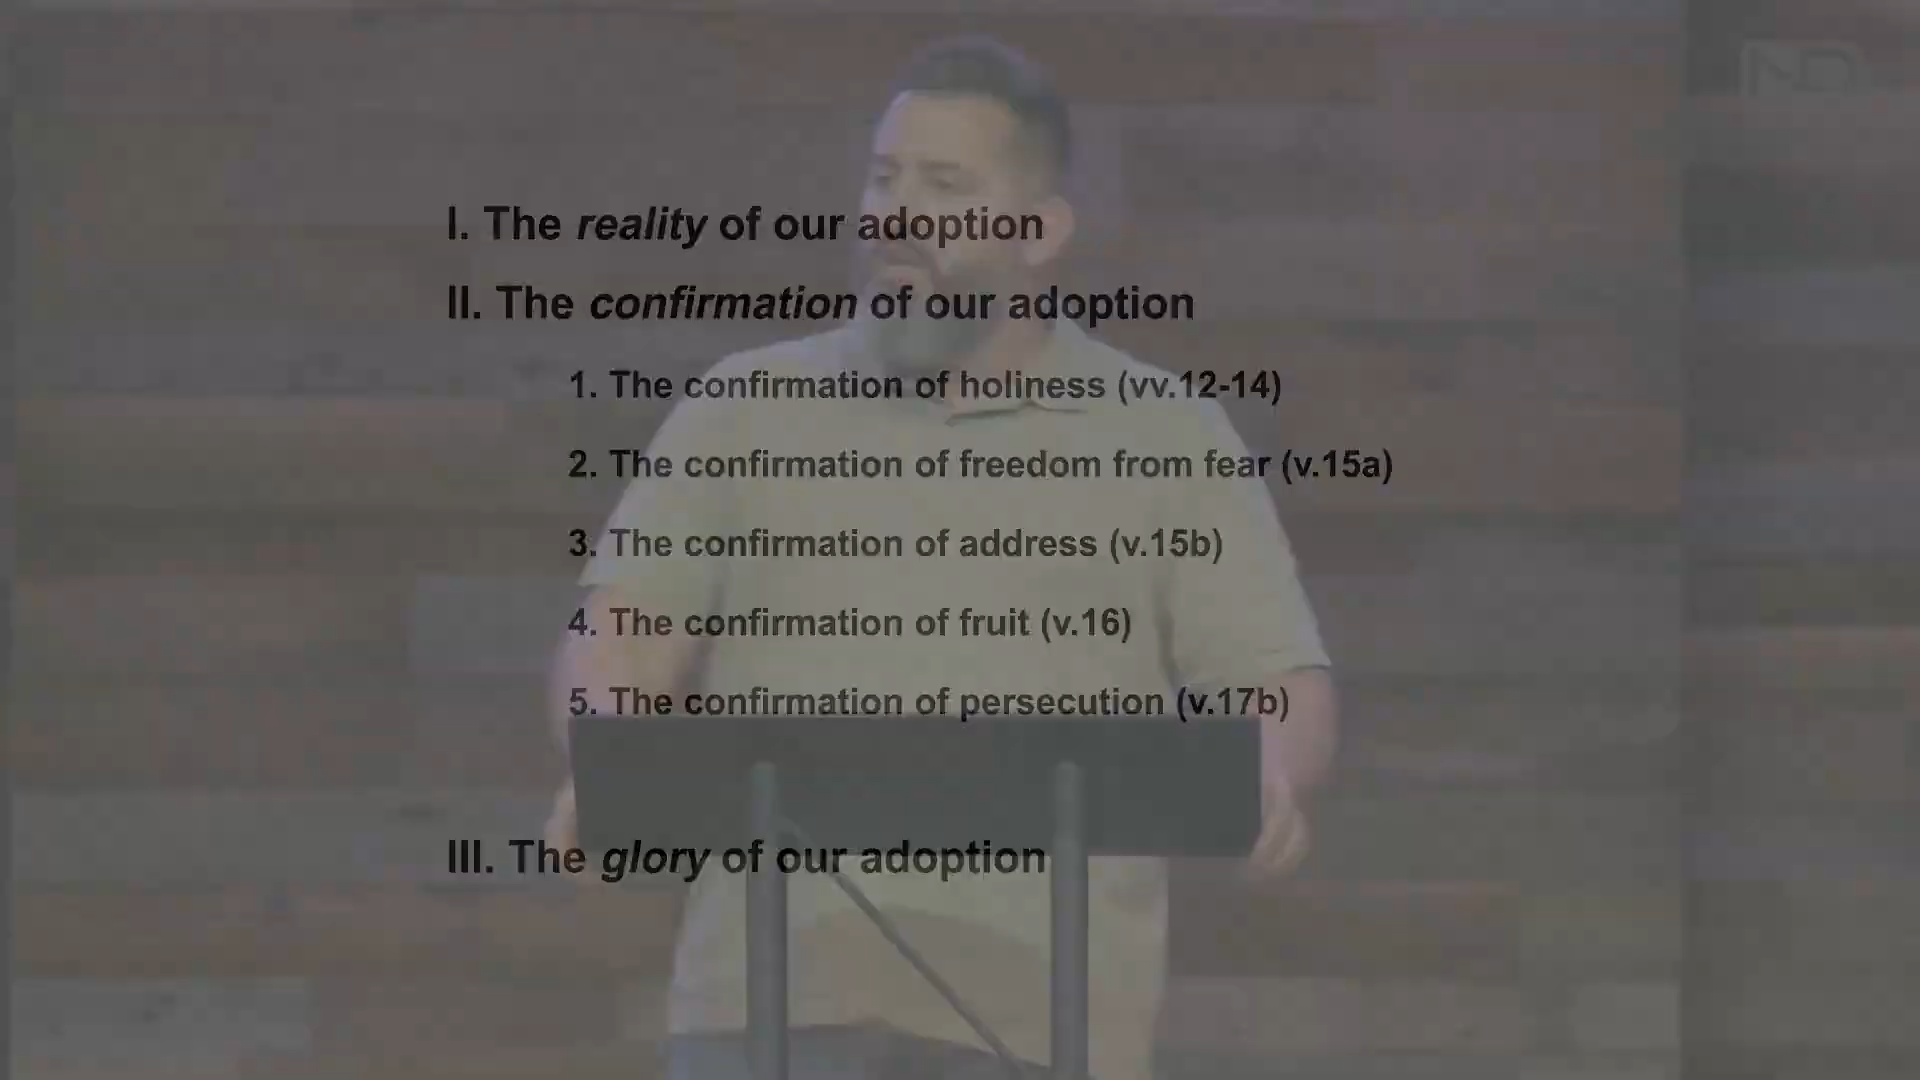 I. The reality of our adoption
II. The confirmation of our adoption
1. The confirmation of holiness (vv.12-14)
2. The confirmation of freedom from fear (v.15a)
3. The confirmation of address (v.15b)
4. The confirmation of fruit (v.16)
5. The confirmation of persecution (v.17b)
III. The glory of our adoption